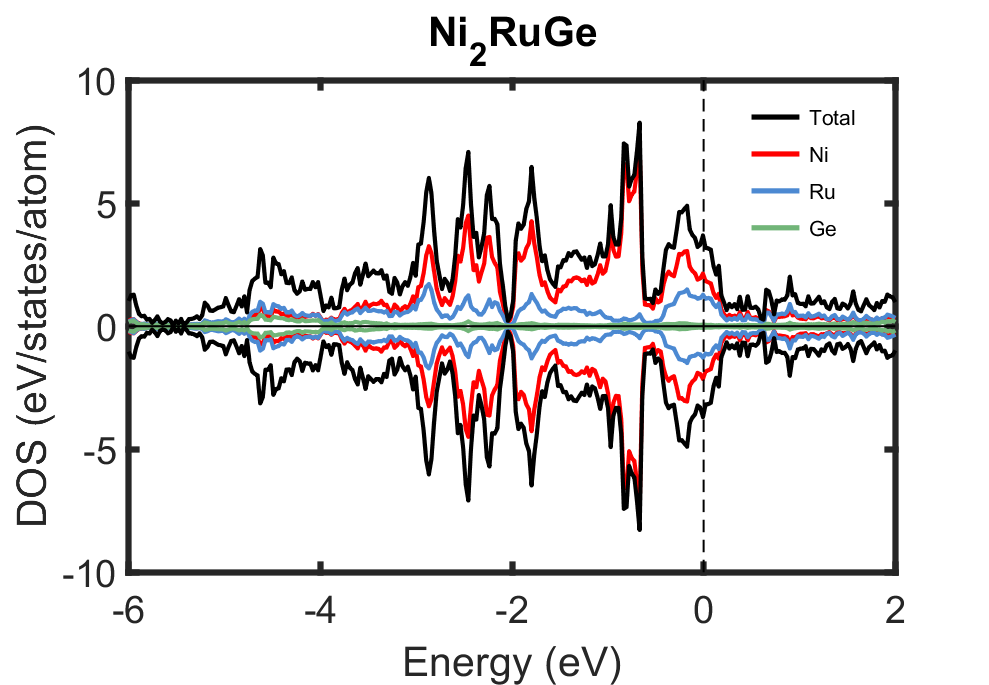 Ni2RuGe
10
5
0
-5
-10
DOS (eV/states/atom)
Total
Ni
Ru
Ge
-6 -4 -2 0 2
Energy (eV)